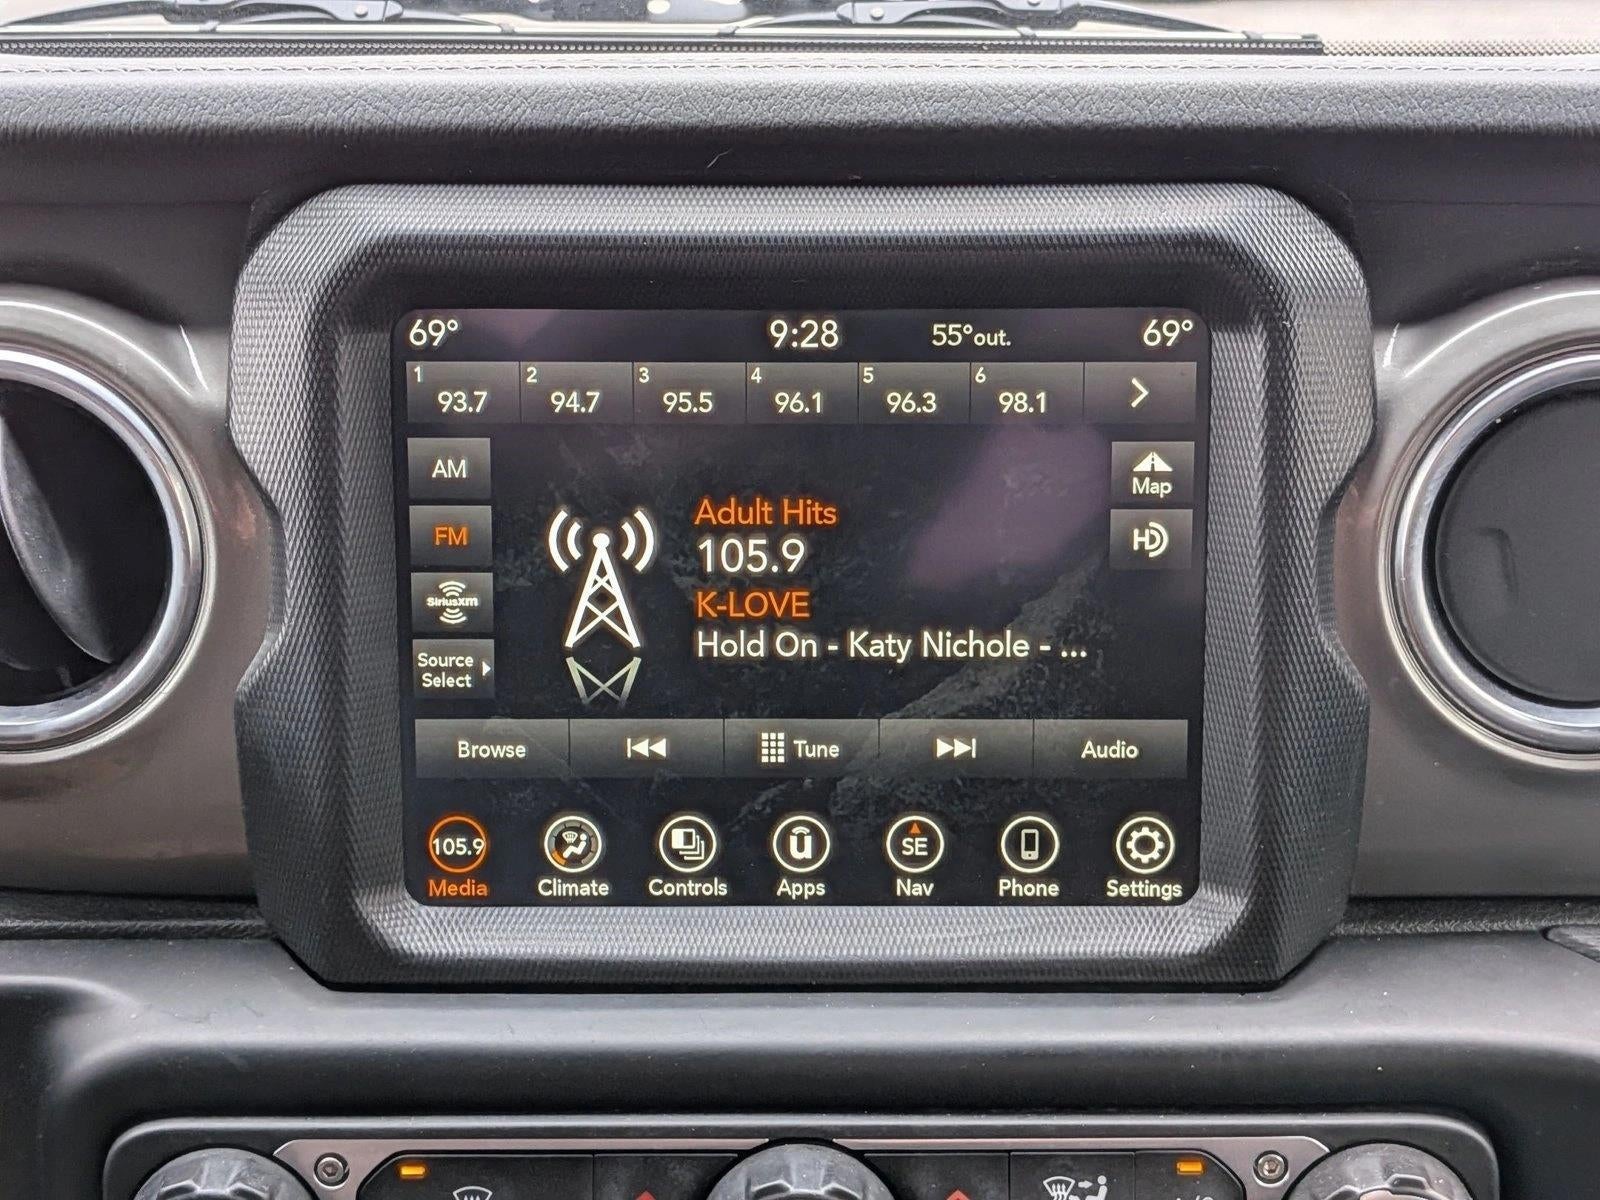 69° 9:28 55°out. 69°
1 2 3 4 5 6
93.7 94.7 95.5 96.1 96.3 98.1
AM
Map
FM
HD
SiriusXM
Source
Select
Adult Hits
105.9
K-LOVE
Hold On - Katy Nichole - ...
Browse Tune Audio
105.9 SE
Media Climate Controls Apps Nav Phone Settings